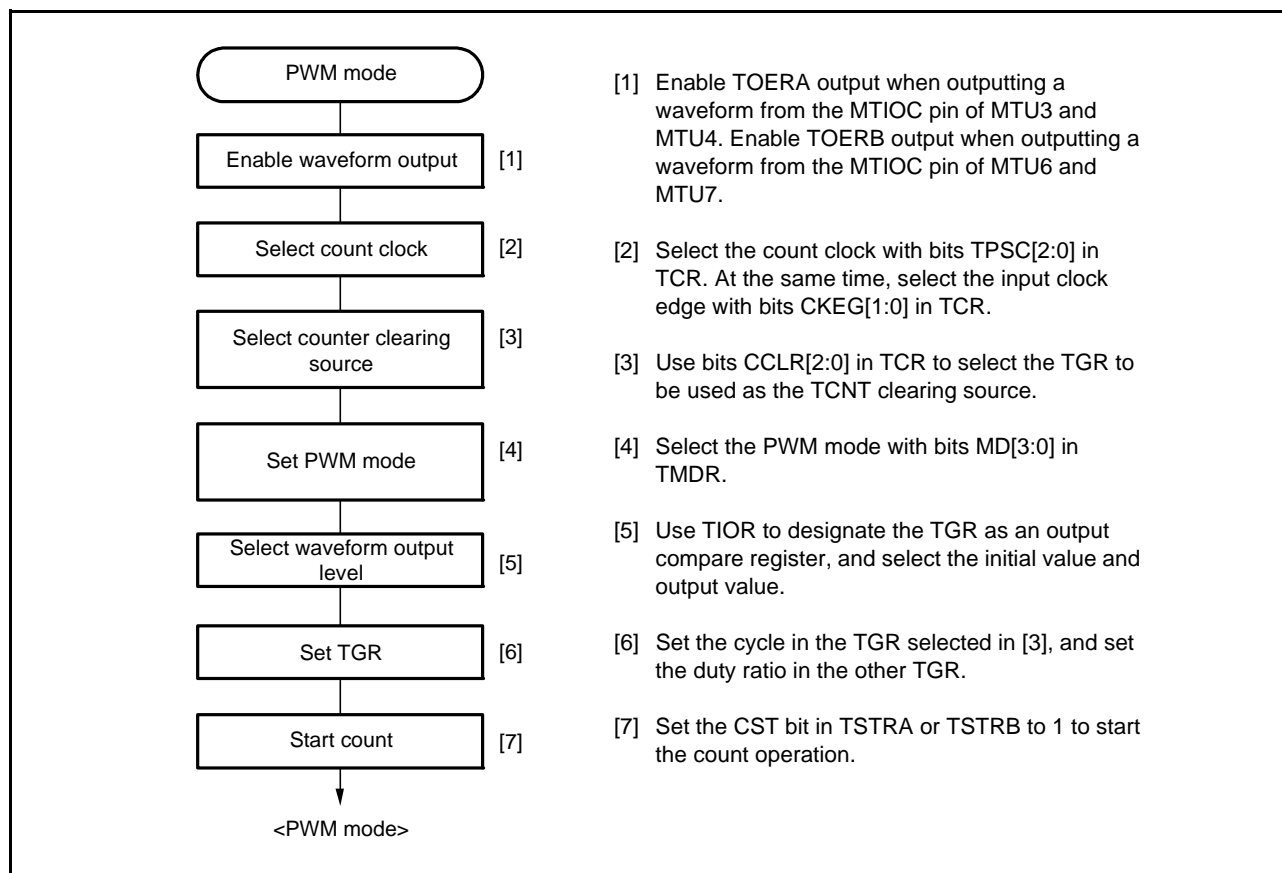 PWM mode
Enable waveform output
[1]
Select count clock
[2]
Select counter clearing
source
[3]
Set PWM mode
[4]
Select waveform output
level
[5]
Set TGR
[6]
Start count
[7]
<PWM mode>
[1] Enable TOERA output when outputting a
waveform from the MTIOC pin of MTU3 and
MTU4. Enable TOERB output when outputting a
waveform from the MTIOC pin of MTU6 and
MTU7.
[2] Select the count clock with bits TPSC[2:0] in
TCR. At the same time, select the input clock
edge with bits CKEG[1:0] in TCR.
[3] Use bits CCLR[2:0] in TCR to select the TGR to
be used as the TCNT clearing source.
[4] Select the PWM mode with bits MD[3:0] in
TMDR.
[5] Use TIOR to designate the TGR as an output
compare register, and select the initial value and
output value.
[6] Set the cycle in the TGR selected in [3], and set
the duty ratio in the other TGR.
[7] Set the CST bit in TSTRA or TSTRB to 1 to start
the count operation.